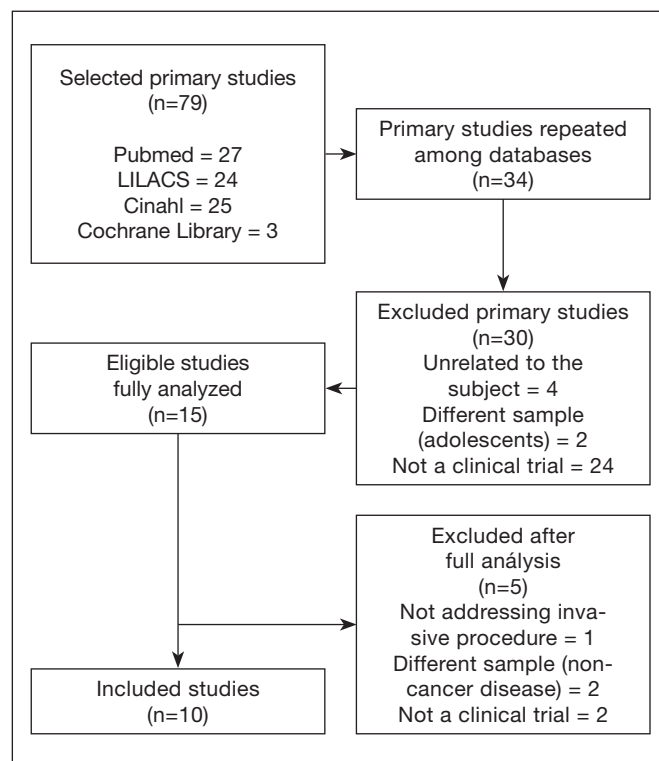 Selected primary studies
(n=79)
Pubmed = 27
LILACS = 24
Cinahl = 25
Cochrane Library = 3
Primary studies repeated
among databases
(n=34)
Excluded primary studies
(n=30)
Unrelated to the
subject = 4
Different sample
(adolescents) = 2
Not a clinical trial = 24
Eligible studies
fully analyzed
(n=15)
Excluded after
full análysis
(n=5)
Not addressing inva-
sive procedure = 1
Different sample (non-
cancer disease) = 2
Not a clinical trial = 2
Included studies
(n=10)